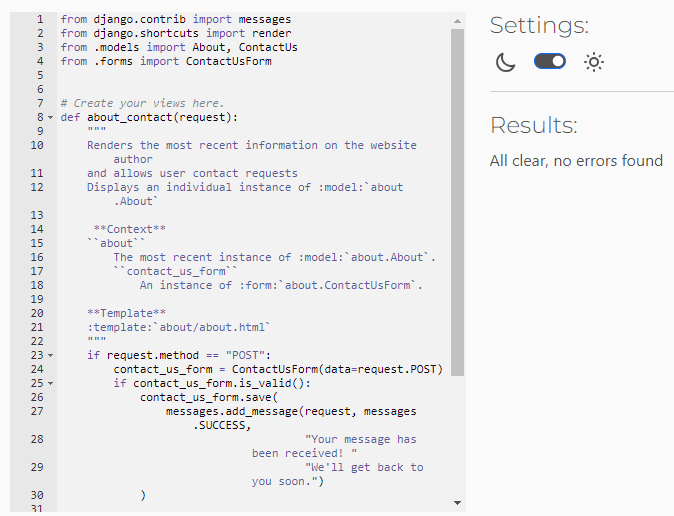 1 from django.contrib import messages
2 from django.shortcuts import render
3 from .models import About, ContactUs
4 from .forms import ContactUsForm
5
6
7 # Create your views here.
8 def about_contact(request):
9     """
10     Renders the most recent information on the website
        author
11     and allows user contact requests
12     Displays an individual instance of :model:`about
        .About`
13
14      **Context**
15     ``about``
16         The most recent instance of :model:`about.About`.
17         ``contact_us_form``
18             An instance of :form:`about.ContactUsForm`.
19
20     **Template**
21     :template:`about/about.html`
22     """
23     if request.method == "POST":
24         contact_us_form = ContactUsForm(data=request.POST)
25         if contact_us_form.is_valid():
26             contact_us_form.save(
27                 messages.add_message(request, messages
                    .SUCCESS,
28                                      "Your message has
                             been received! "
29                                      "We'll get back to
                             you soon.")
30             )
31
Settings:
Results:
All clear, no errors found